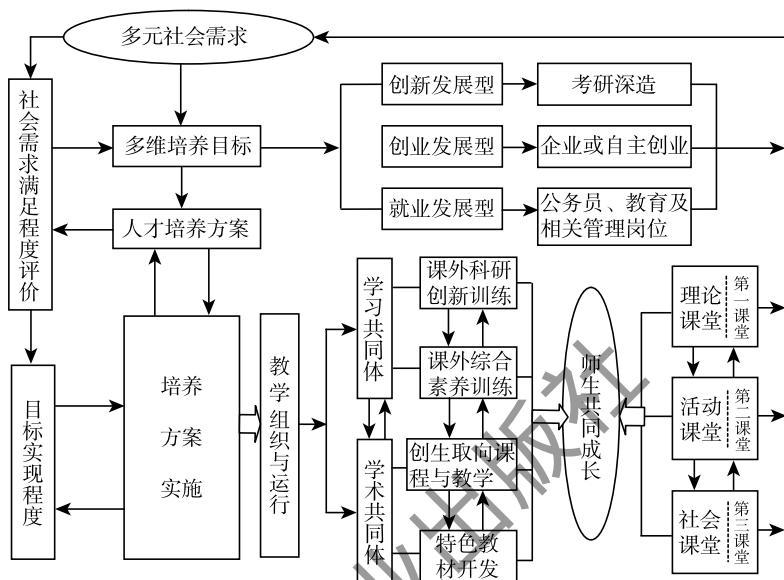 多元社会需求
社会需求满足程度评价
多维培养目标
人才培养方案
创新发展型
创业发展型
就业发展型
考研深造
企业或自主创业
公务员、教育及
相关管理岗位
目标实现程度
培养
方案
实施
教学组织与运行
学习共同体
学术共同体
课外科研
创新训练
课外综合
素养训练
创生取向课
程与教学
特色教
材开发
师生共同成长
理论
课堂
第一课堂
活动
课堂
第二课堂
社会
课堂
第三课堂
业出版社